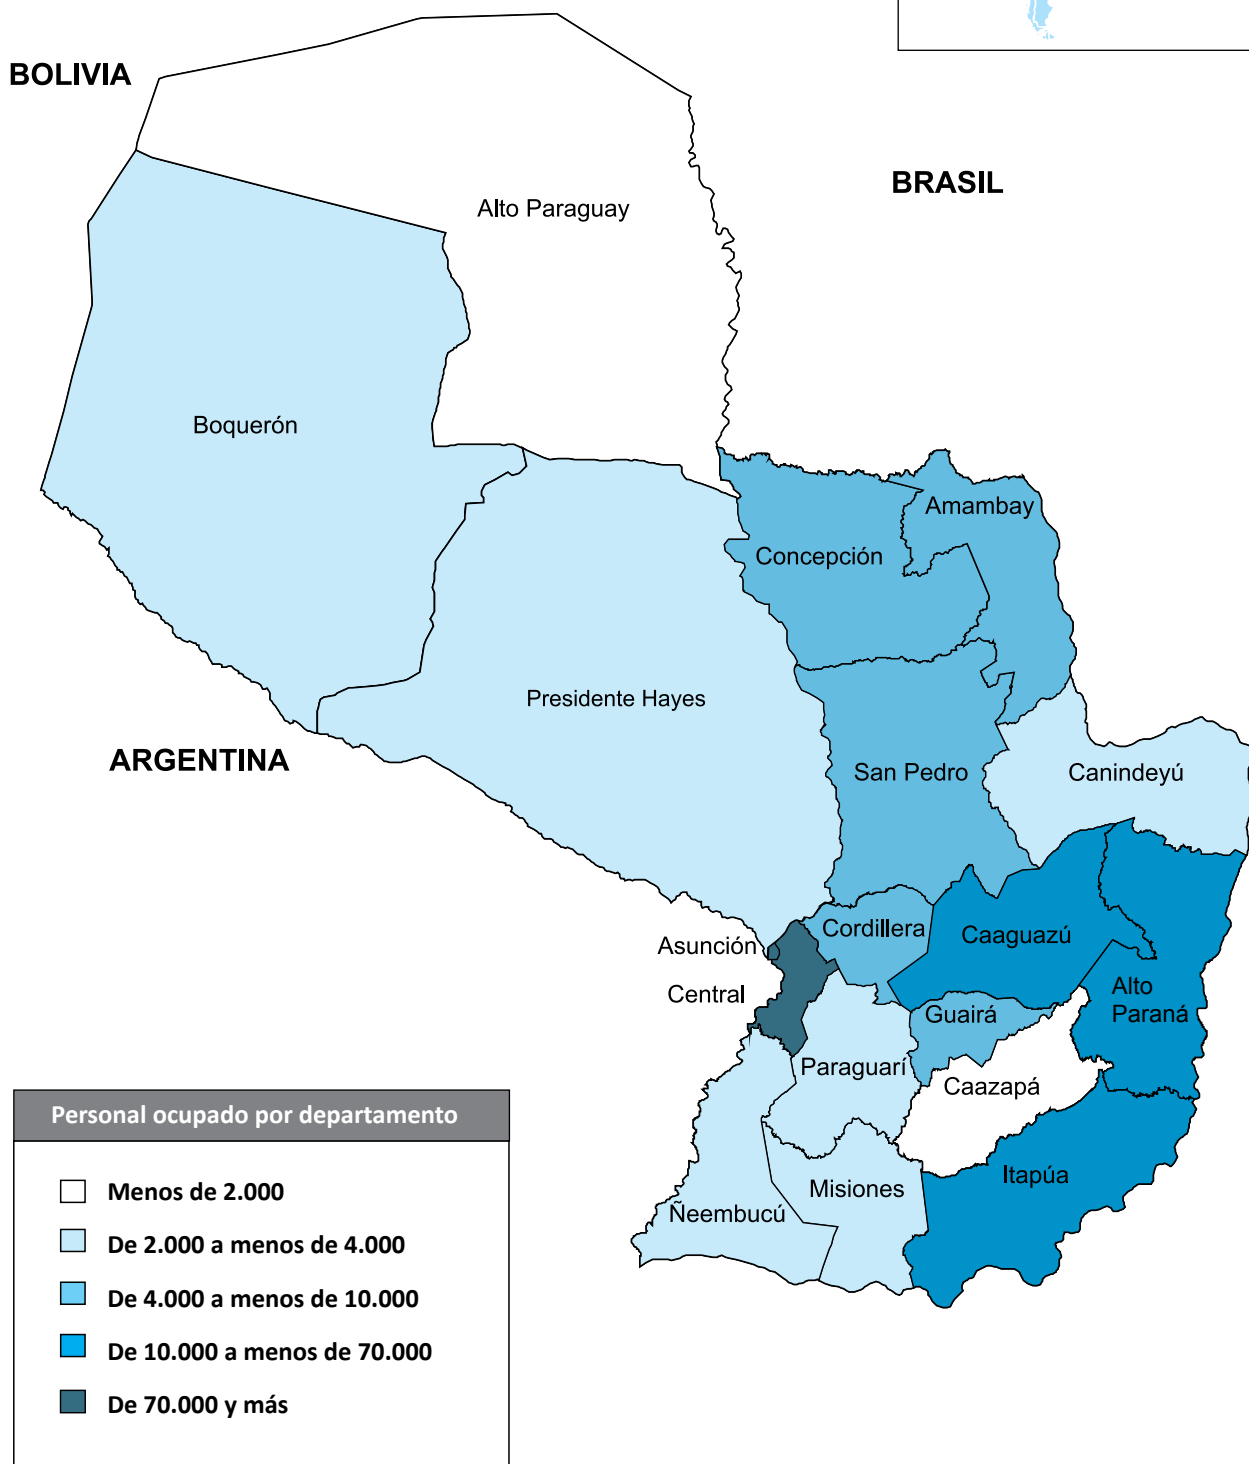 BOLIVIA
BRASIL
Alto Paraguay
Boquerón
Amambay
Concepción
Presidente Hayes
ARGENTINA
San Pedro
Canindeyú
Cordillera
Caaguazú
Asunción
Central
Alto
Paraná
Guairá
Paraguarí
Caazapá
Itapúa
Misiones
Ñeembucú
Personal ocupado por departamento
Menos de 2.000
De 2.000 a menos de 4.000
De 4.000 a menos de 10.000
De 10.000 a menos de 70.000
De 70.000 y más